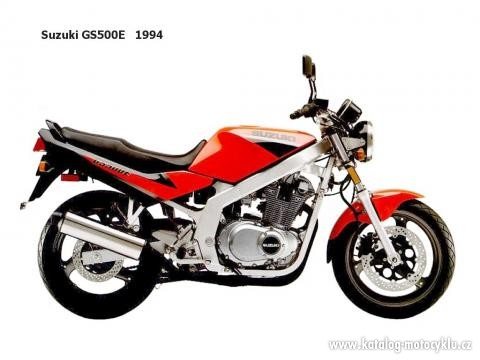 Suzuki GS500E 1994
SUZUKI
GS500E
SUZUKI
www.katalog-motocyklu.cz